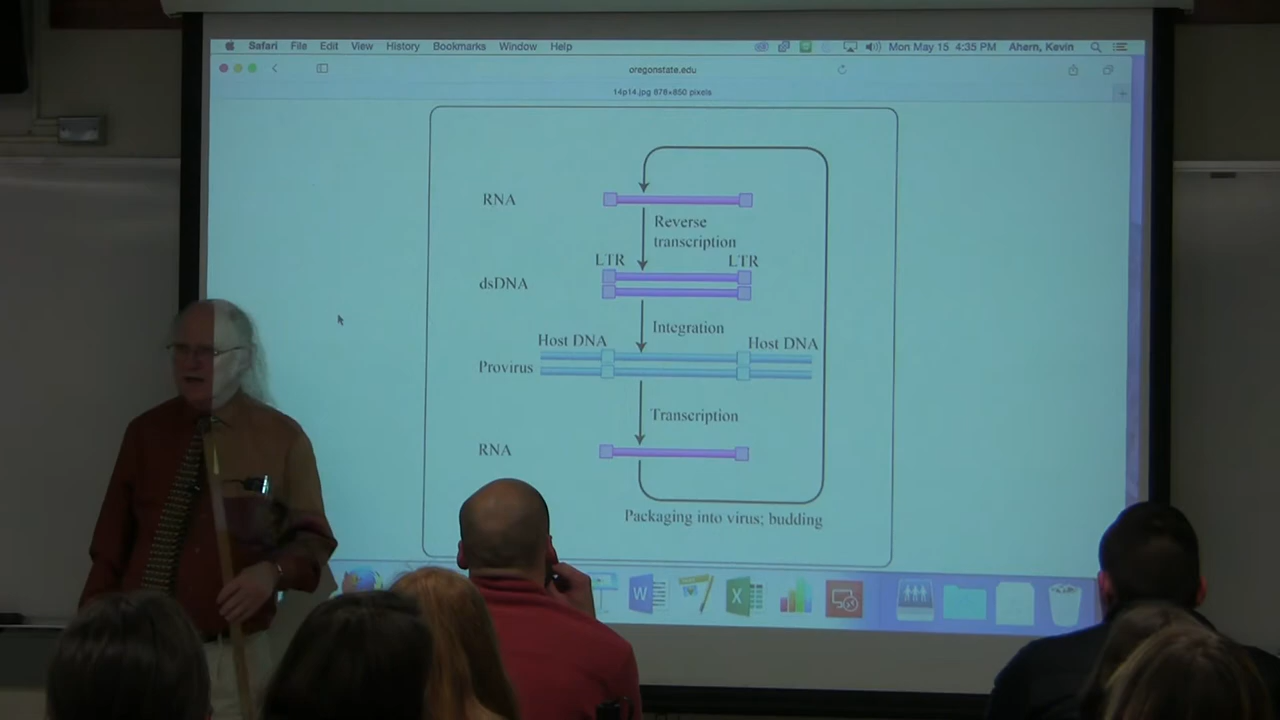 Safari File Edit View History Bookmarks Window Help Mon May 15 4:35 PM Ahern, Kevin
oregonstate.edu
14p14.jpg 876×850 pixels
RNA
Reverse
transcription
LTR LTR
dsDNA
Integration
Host DNA Host DNA
Provirus
Transcription
RNA
Packaging into virus; budding
W X